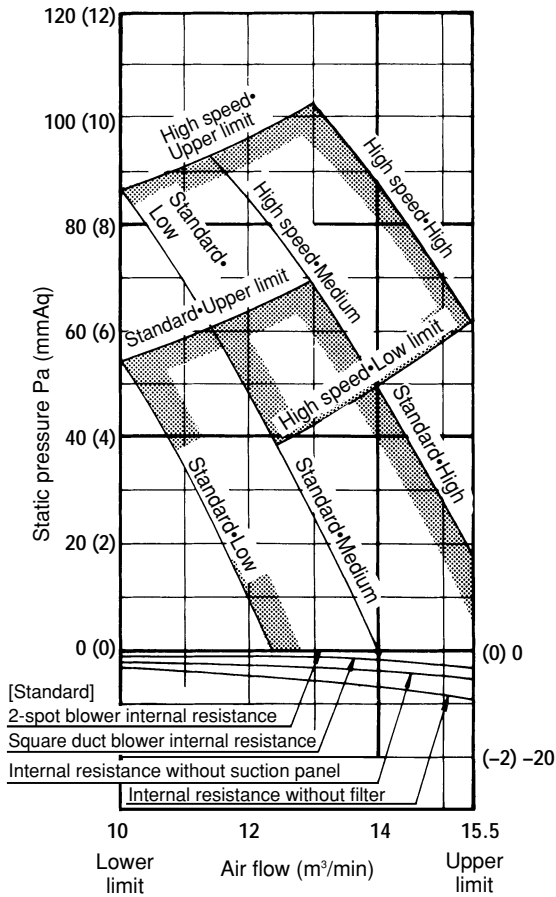 120 (12)
100 (10)
80 (8)
60 (6)
40 (4)
20 (2)
0 (0)
Static pressure Pa (mmAq)
High speed•
Upper limit
Standard•
Low
High speed•Medium
High speed•High
Standard•Upper limit
High speed•Low limit
Standard•Low
Standard•Medium
Standard•High
(0) 0
(−2) −20
[Standard]
2-spot blower internal resistance
Square duct blower internal resistance
Internal resistance without suction panel
Internal resistance without filter
10
12
14
15.5
Lower
limit
Air flow (m³/min)
Upper
limit